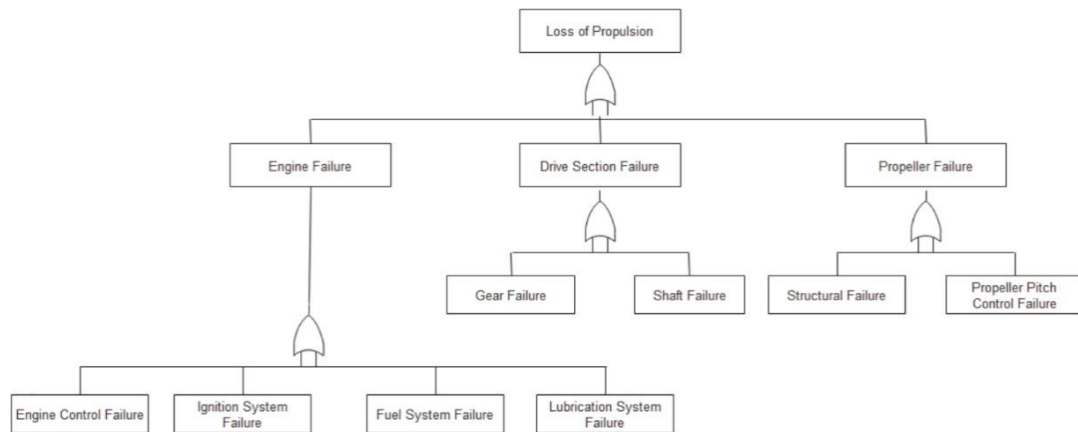 Loss of Propulsion
Engine Failure
Drive Section Failure
Propeller Failure
Gear Failure
Shaft Failure
Structural Failure
Propeller Pitch
Control Failure
Engine Control Failure
Ignition System
Failure
Fuel System Failure
Lubrication System
Failure